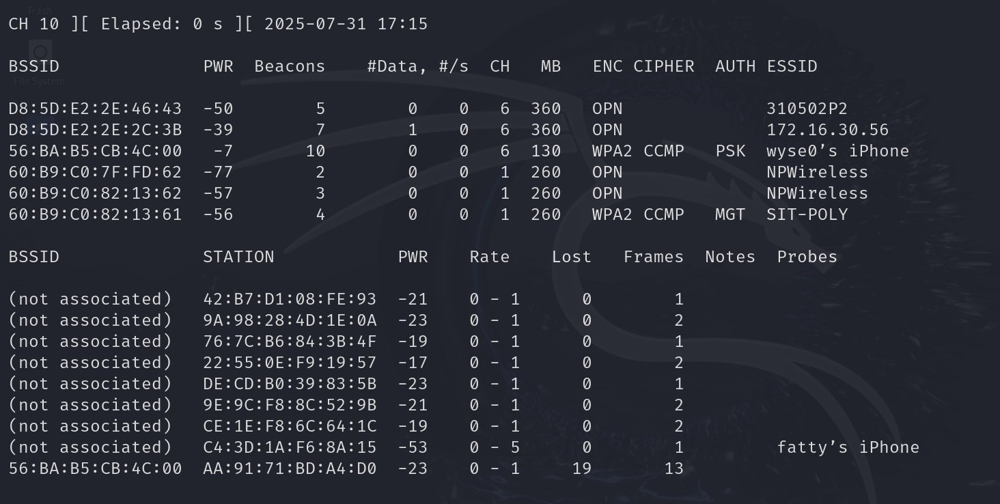 Trash
CH 10 ][ Elapsed: 0 s ][ 2025-07-31 17:15
BSSID PWR Beacons #Data, #/s CH MB ENC CIPHER AUTH ESSID
File System
D8:5D:E2:2E:46:43 -50 5 0 0 6 360 OPN 310502P2
D8:5D:E2:2E:2C:3B -39 7 1 0 6 360 OPN 172.16.30.56
56:BA:B5:CB:4C:00 -7 10 0 0 6 130 WPA2 CCMP PSK wyse0’s iPhone
60:B9:C0:7F:FD:62 -77 2 0 0 1 260 OPN NPWireless
60:B9:C0:82:13:62 -57 3 0 0 1 260 OPN NPWireless
60:B9:C0:82:13:61 -56 4 0 0 1 260 WPA2 CCMP MGT SIT-POLY
BSSID STATION PWR Rate Lost Frames Notes Probes
(not associated) 42:B7:D1:08:FE:93 -21 0 - 1 0 1
(not associated) 9A:98:28:4D:1E:0A -23 0 - 1 0 2
(not associated) 76:7C:B6:84:3B:4F -19 0 - 1 0 1
(not associated) 22:55:0E:F9:19:57 -17 0 - 1 0 2
(not associated) DE:CD:B0:39:83:5B -23 0 - 1 0 1
(not associated) 9E:9C:F8:8C:52:9B -21 0 - 1 0 2
(not associated) CE:1E:F8:6C:64:1C -19 0 - 1 0 2
(not associated) C4:3D:1A:F6:8A:15 -53 0 - 5 0 1 fatty’s iPhone
56:BA:B5:CB:4C:00 AA:91:71:BD:A4:D0 -23 0 - 1 19 13